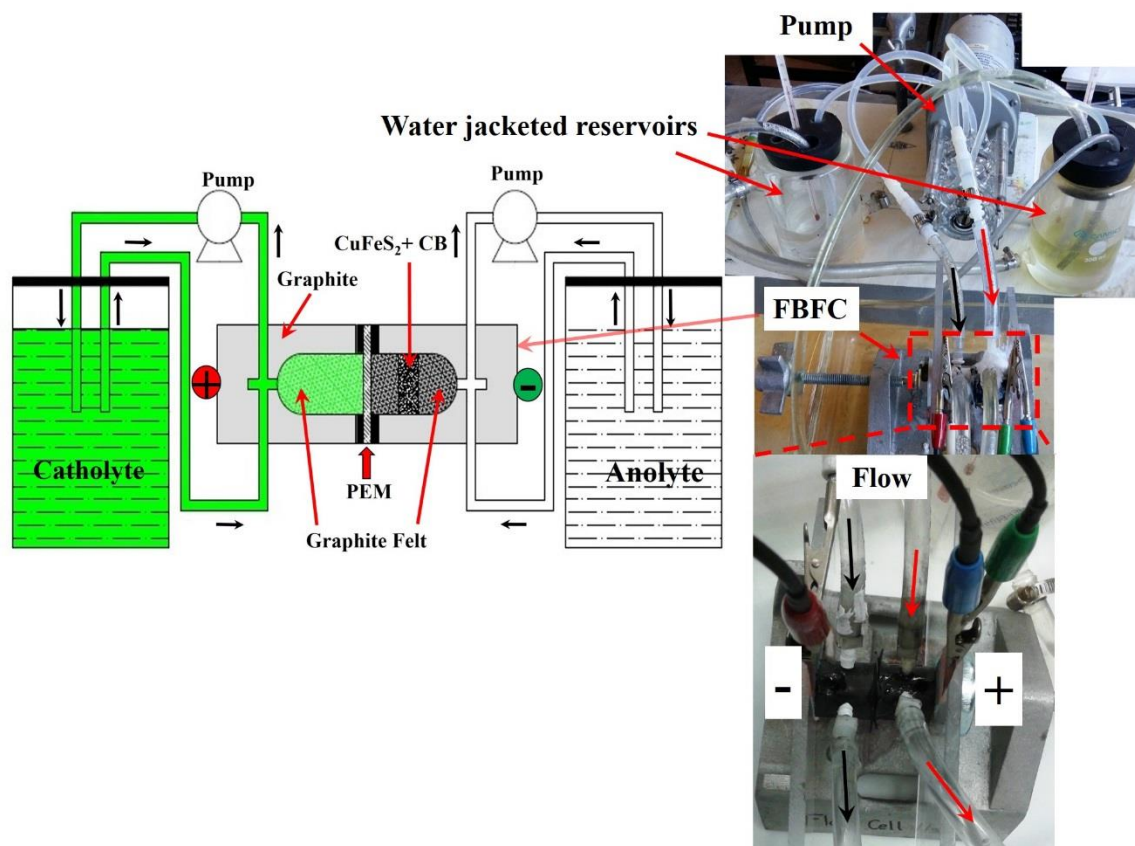 Pump
Water jacketed reservoirs
Pump
Pump
CuFeS₂+ CB
Graphite
FBFC
+
-
Catholyte
Anolyte
PEM
Graphite Felt
Flow
-
+
Cell